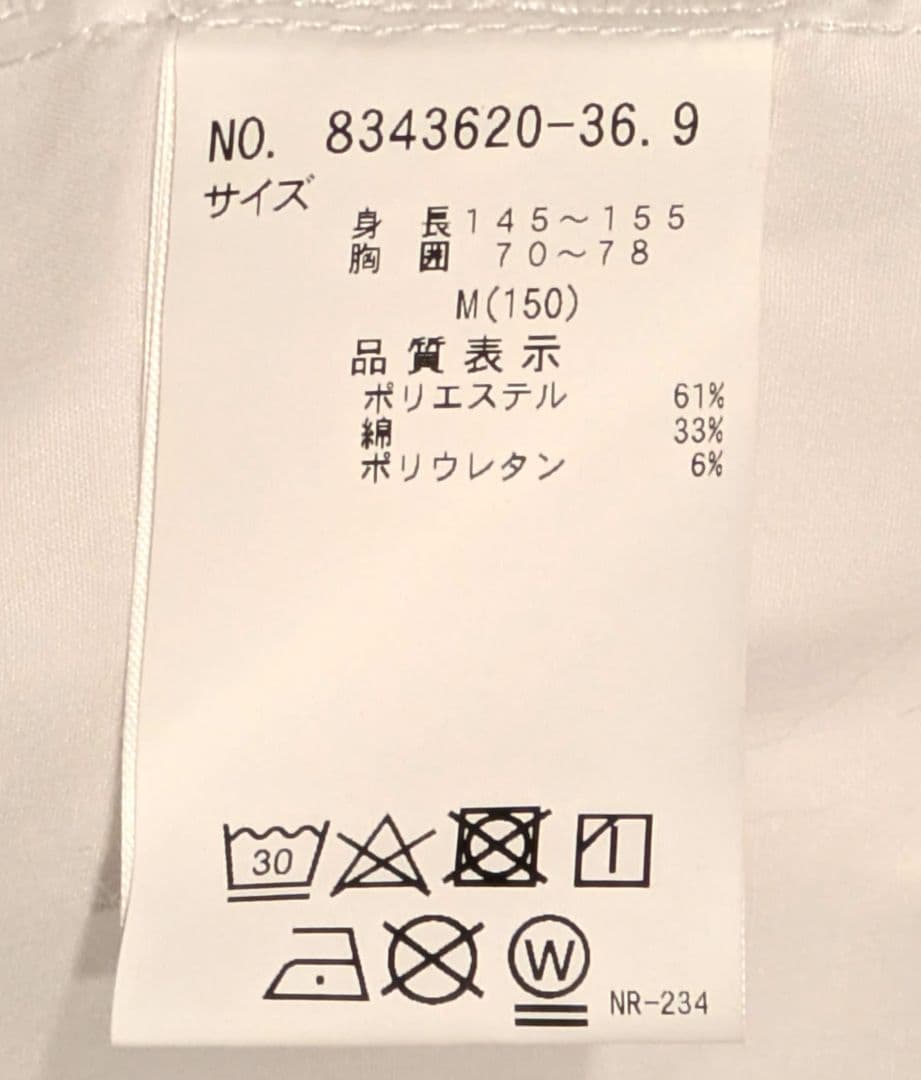 NO. 8343620-36.9
サイズ
身 長145～155
胸 囲 70～78
M(150)
品質表示
ポリエステル 61%
綿 33%
ポリウレタン 6%
30
W
NR-234